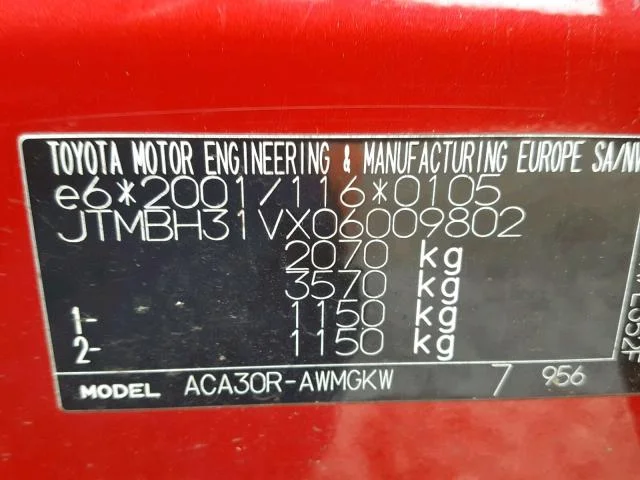 TOYOTA MOTOR ENGINEERING & MANUFACTURING EUROPE SA/NV
e6*2001/116*0105
JTMBH31VX06009802
2070 kg
3570 kg
1- 1150 kg
2- 1150 kg
MODEL ACA30R-AWMGKW 7 956